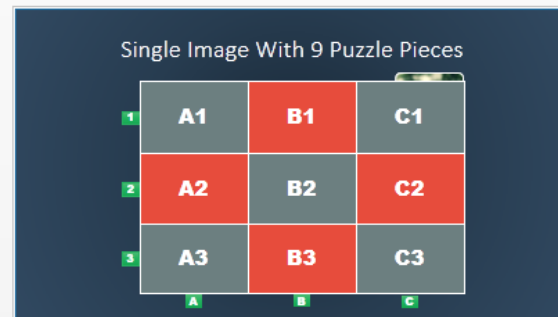 Single Image With 9 Puzzle Pieces
1 A1 B1 C1
2 A2 B2 C2
3 A3 B3 C3
A B C